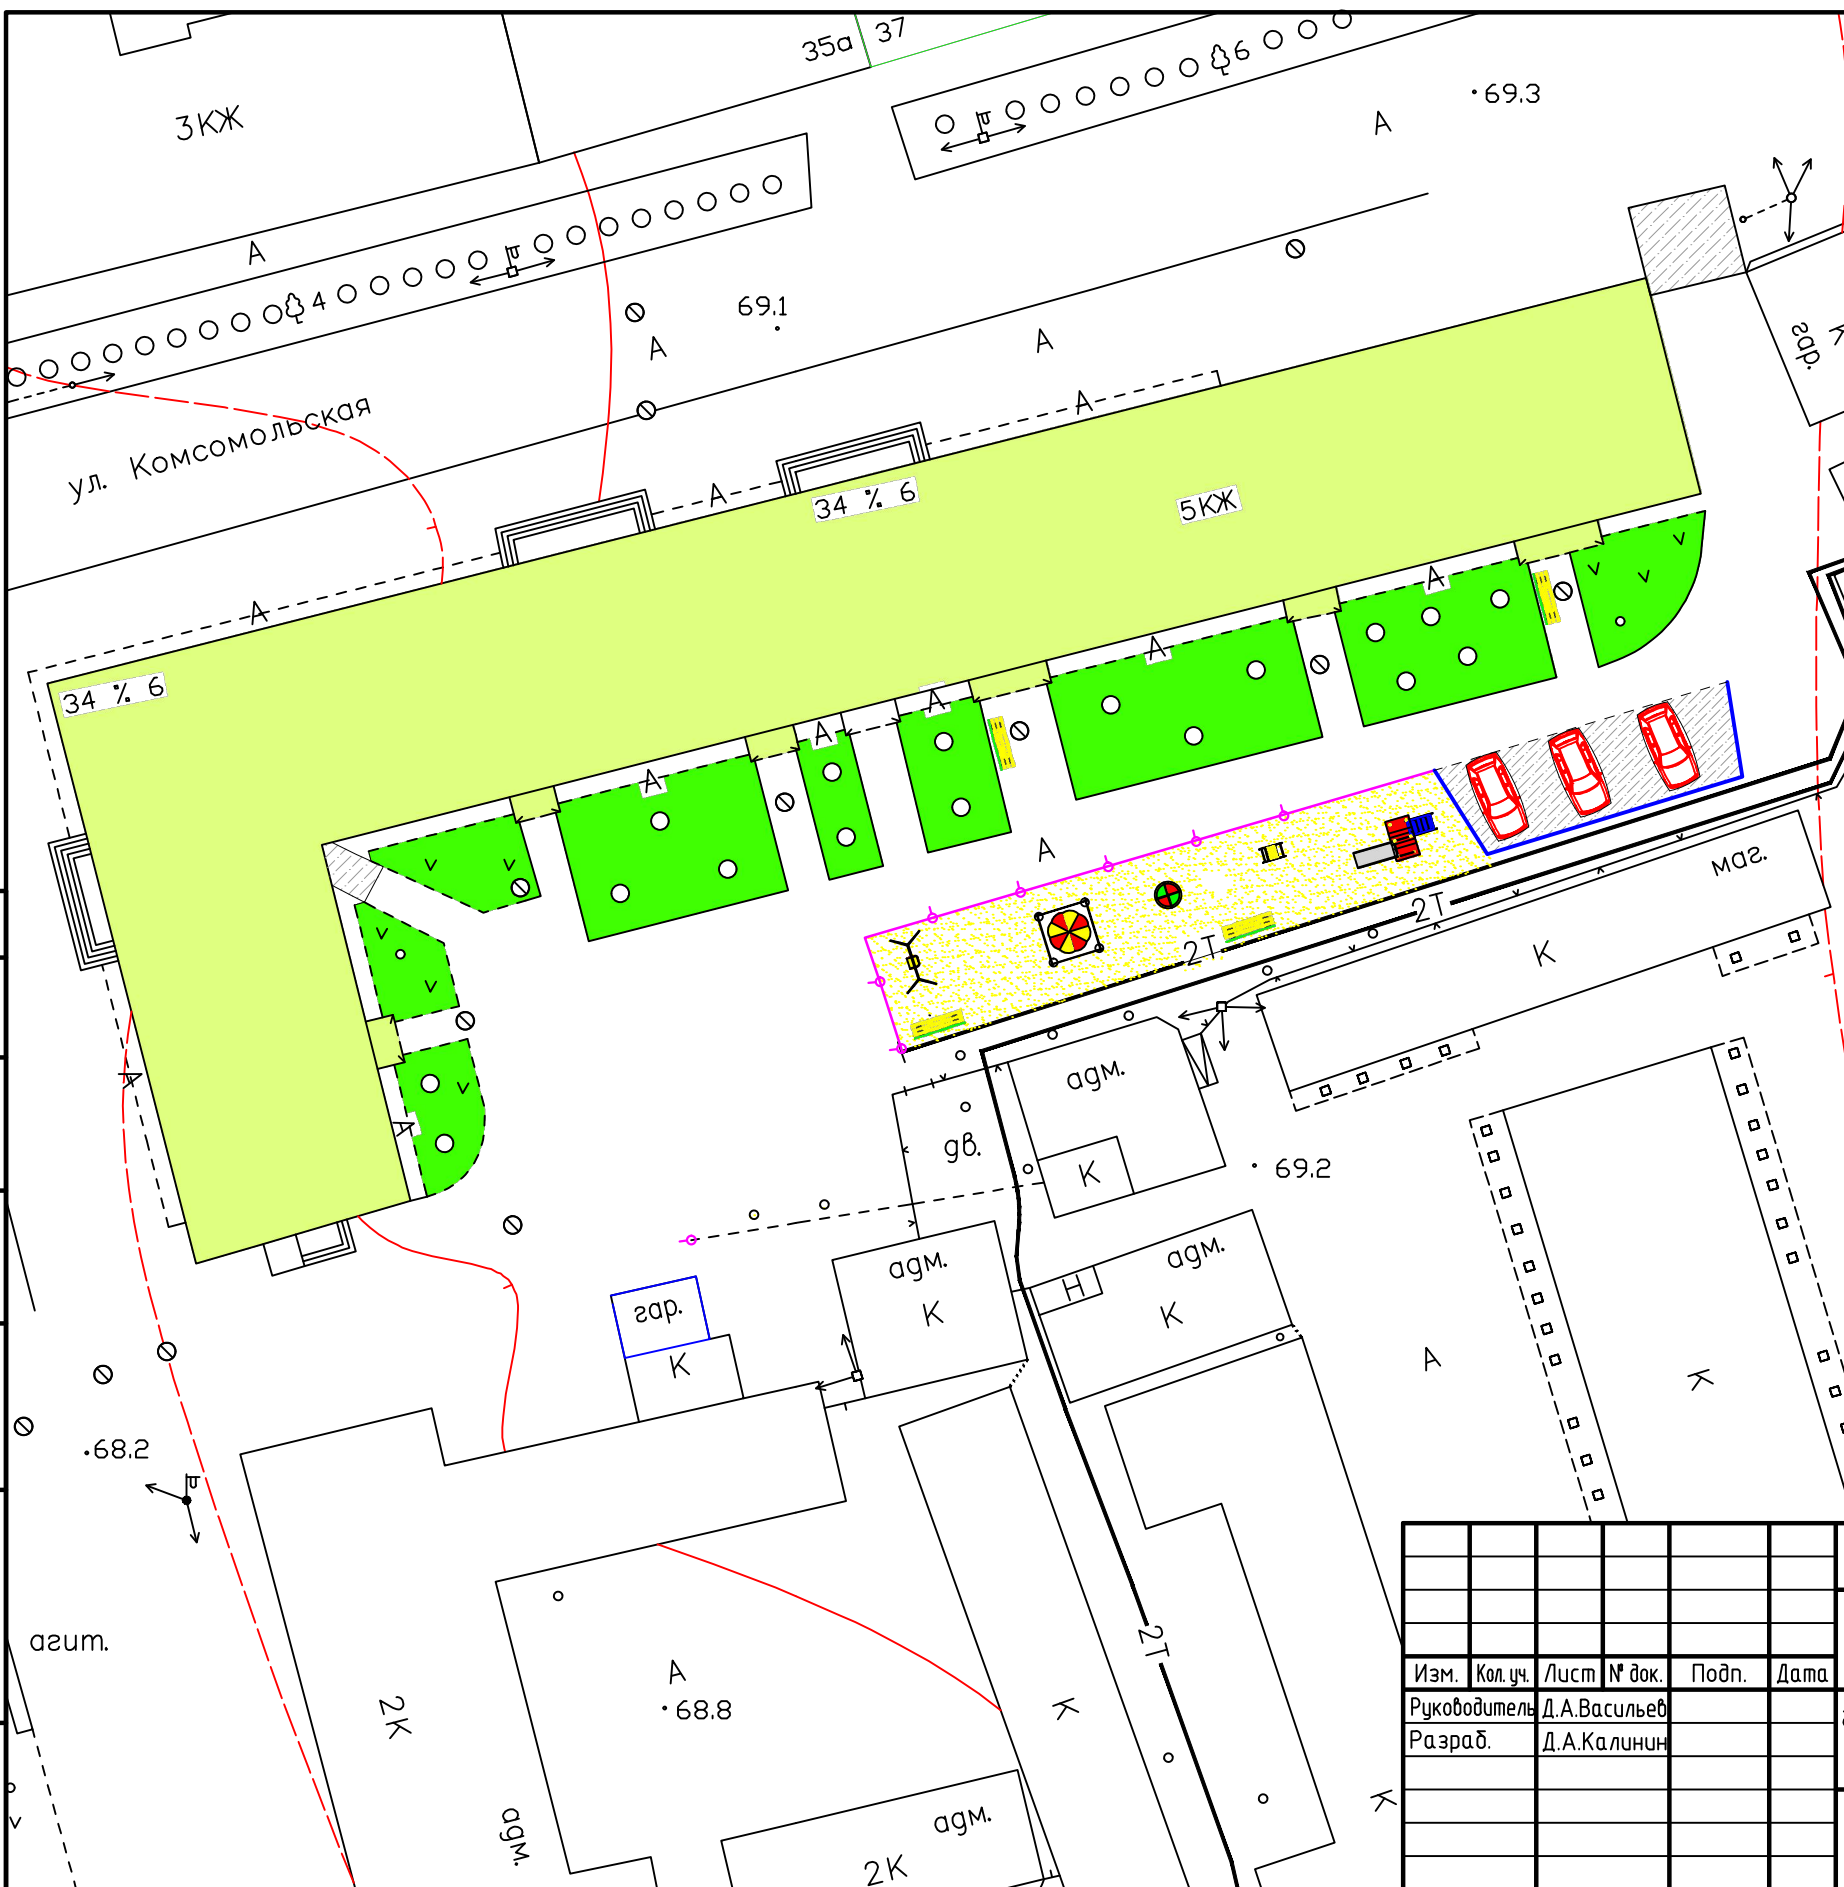 35а
37
6
69.3
3КЖ
А
А
4
69.1
А
А
гар.
К
ул. Комсомольская
А
А
34 % 6
5КЖ
А
34 % 6
А
А
А
А
А
А
маг.
2Т
2Т
К
А
адм.
К
дв.
69.2
А
адм.
К
адм.
Н
К
гар.
К
А
К
68.2
агит.
2К
А
68.8
2Т
К
адм.
адм.
2К
К
Изм. Кол.уч. Лист № док. Подп. Дата
Руководитель Д.А.Васильев
Разраб. Д.А.Калинин